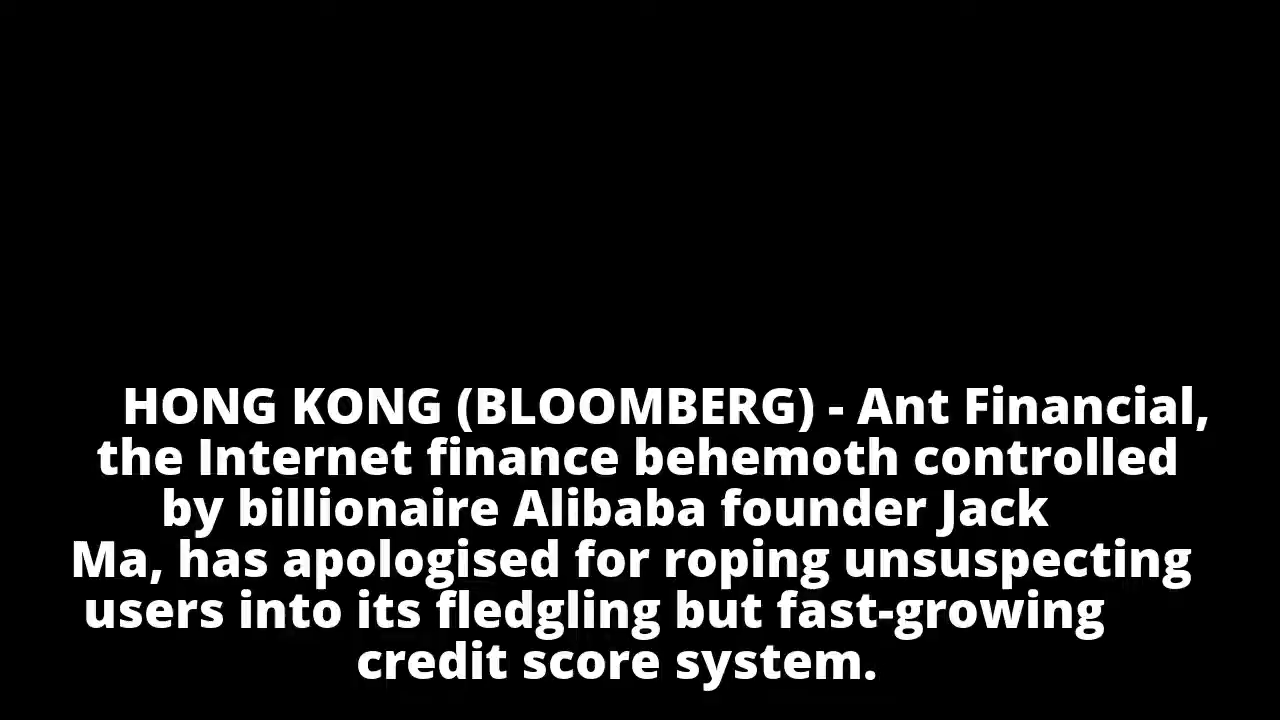 HONG KONG (BLOOMBERG) - Ant Financial,
the Internet finance behemoth controlled
by billionaire Alibaba founder Jack
Ma, has apologised for roping unsuspecting
users into its fledgling but fast-growing
credit score system.